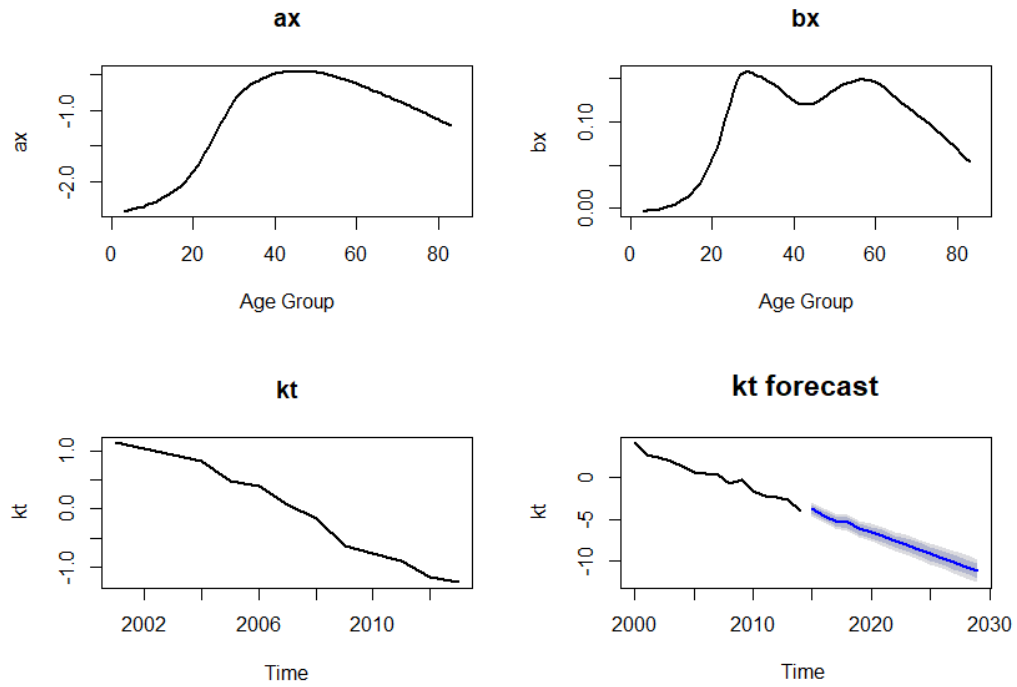 ax
ax
-2.0
-1.0
0 20 40 60 80
Age Group
bx
bx
0.00
0.10
0 20 40 60 80
Age Group
kt
kt
-1.0
0.0
1.0
2002 2006 2010
Time
kt forecast
kt
-10
-5
0
2000 2010 2020 2030
Time